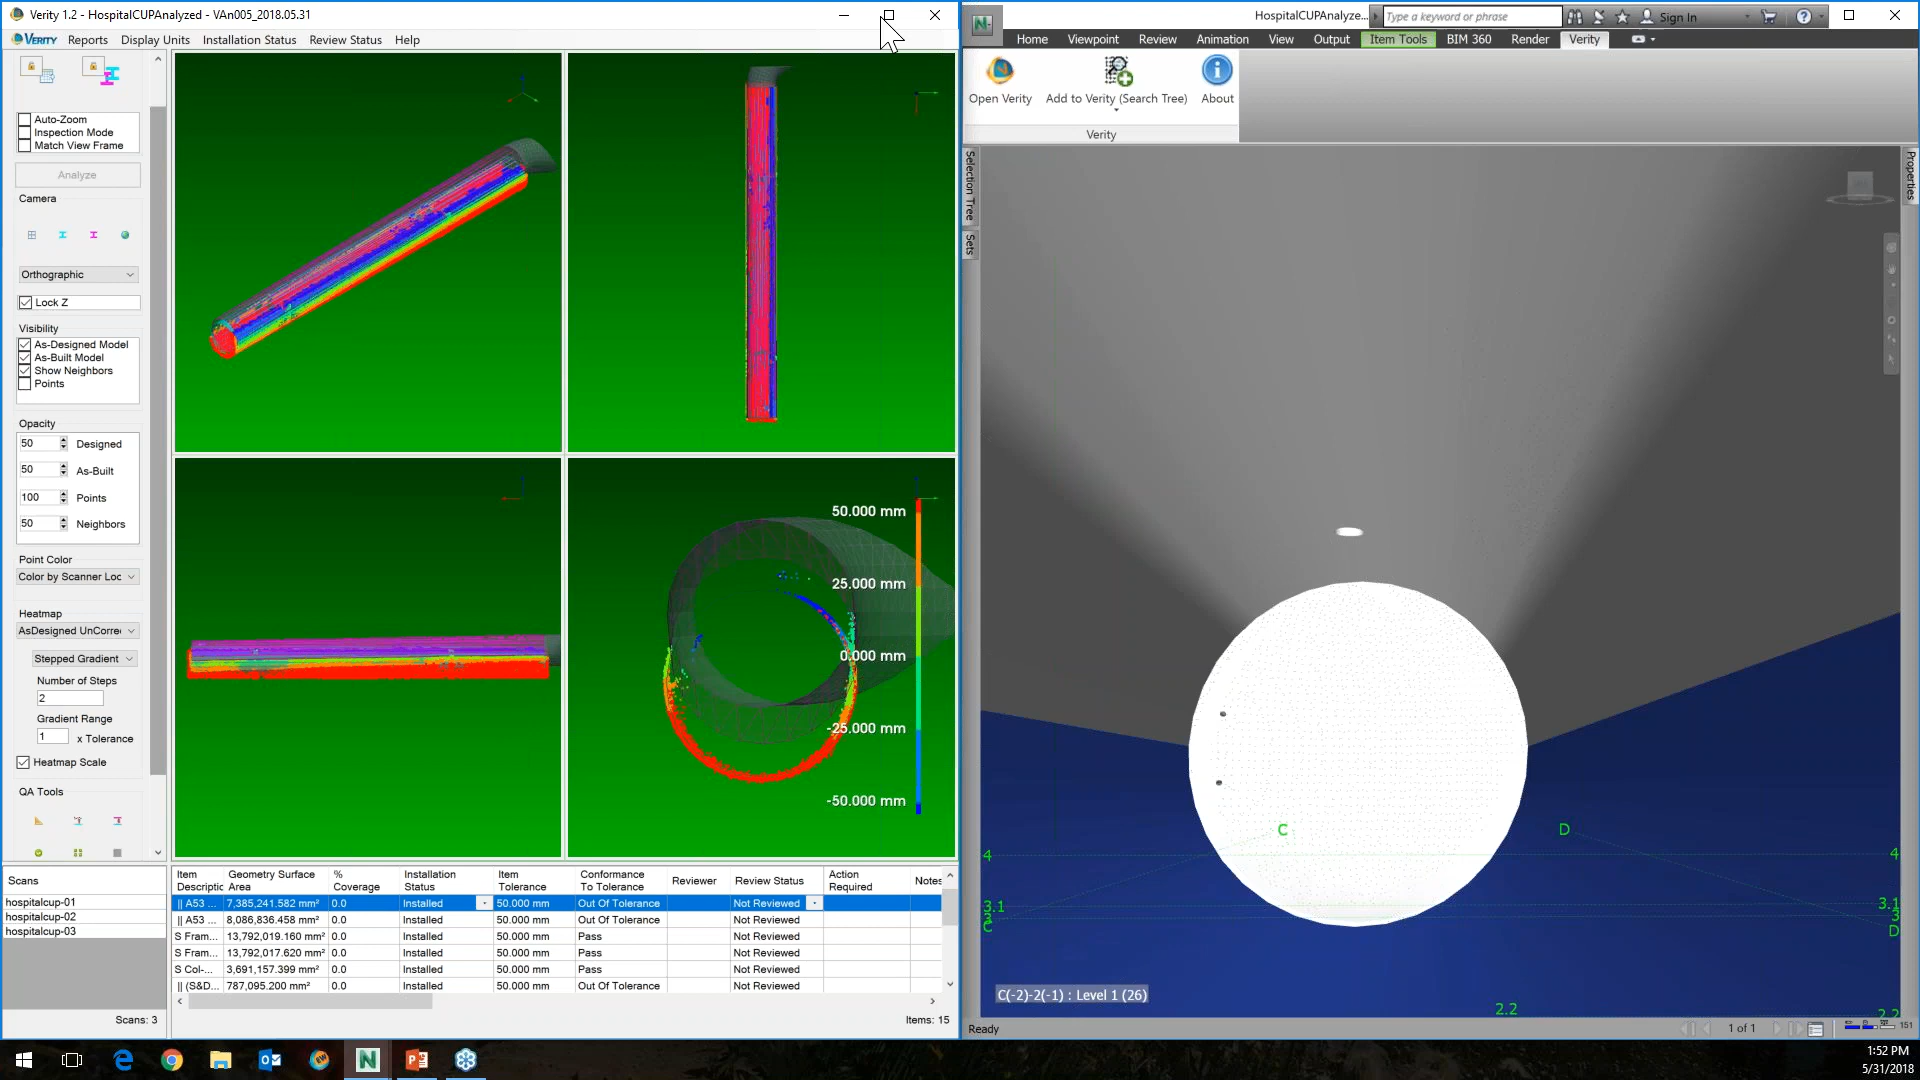 Verity 1.2 - HospitalCUPAnalyzed - VAn005_2018.05.31
VERITY Reports Display Units Installation Status Review Status Help
Auto-Zoom
Inspection Mode
Match View Frame
Analyze
Camera
Orthographic
Lock Z
Visibility
As-Designed Model
As-Built Model
Show Neighbors
Points
Opacity
50 Designed
50 As-Built
100 Points
50 Neighbors
Point Color
Color by Scanner Loc
Heatmap
AsDesigned UnCorre
Stepped Gradient
Number of Steps
2
Gradient Range
1 x Tolerance
Heatmap Scale
QA Tools
50.000 mm
25.000 mm
0.000 mm
-25.000 mm
-50.000 mm
Scans
hospitalcup-01
hospitalcup-02
hospitalcup-03
Scans: 3
Item Descriptic Geometry Surface Area % Coverage Installation Status Item Tolerance Conformance To Tolerance Reviewer Review Status Action Required Notes
|| A53 ... 7,385,241.582 mm² 0.0 Installed 50.000 mm Out Of Tolerance Not Reviewed
|| A53 ... 8,086,836.458 mm² 0.0 Installed 50.000 mm Out Of Tolerance Not Reviewed
S Fram... 13,792,019.160 mm² 0.0 Installed 50.000 mm Pass Not Reviewed
S Fram... 13,792,017.620 mm² 0.0 Installed 50.000 mm Pass Not Reviewed
S Col-... 3,691,157.399 mm² 0.0 Installed 50.000 mm Pass Not Reviewed
|| (S&D... 787,095.200 mm² 0.0 Installed 50.000 mm Out Of Tolerance Not Reviewed
Items: 15
HospitalCUPAnalyze... Type a keyword or phrase Sign In
Home Viewpoint Review Animation View Output Item Tools BIM 360 Render Verity
Open Verity Add to Verity (Search Tree) About
Verity
Selection Tree
Sets
Properties
C D
4 4
3.1 3.1
3 3
C D
C(-2)-2(-1) : Level 1 (26)
2.2 2.2
Ready 1 of 1 151
1:52 PM
5/31/2018